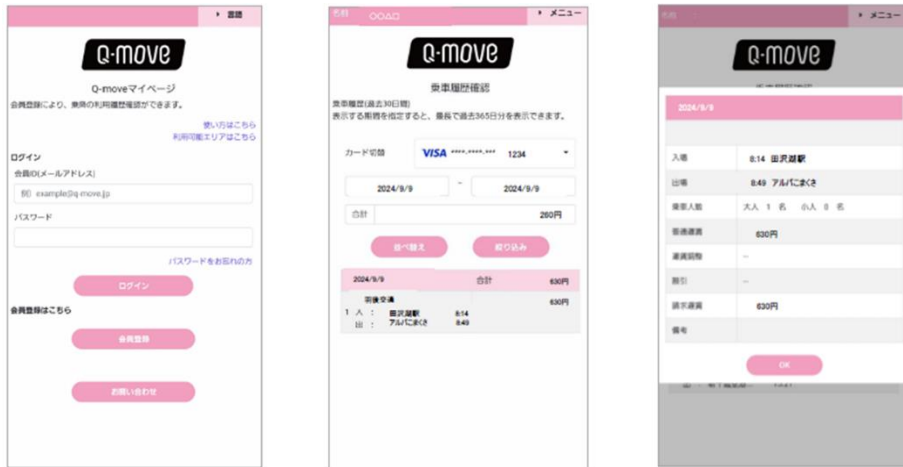 言語
Q-move
Q-moveマイページ
会員登録により、乗降の利用履歴確認ができます。
使い方はこちら
利用可能エリアはこちら
ログイン
会員ID(メールアドレス)
例) example@q-move.jp
パスワード
パスワードをお忘れの方
ログイン
会員登録はこちら
会員登録
お問い合わせ
名前 ○○△□ メニュー
Q-move
乗車履歴確認
乗車履歴(過去30日間)
表示する期間を指定すると、最長で過去365日分を表示できます。
カード切替 VISA ****-****-*** 1234
2024/9/9 ~ 2024/9/9
合計 260円
並べ替え 絞り込み
2024/9/9 合計 630円
羽後交通 630円
1 入 : 田沢湖駅 8:14
出 : アルパこまくさ 8:49
名前 メニュー
Q-move
2024/9/9
入場 8:14 田沢湖駅
出場 8:49 アルパこまくさ
乗車人数 大人 1 名 小人 0 名
普通運賃 630円
運賃調整 --
割引 --
請求運賃 630円
備考
OK